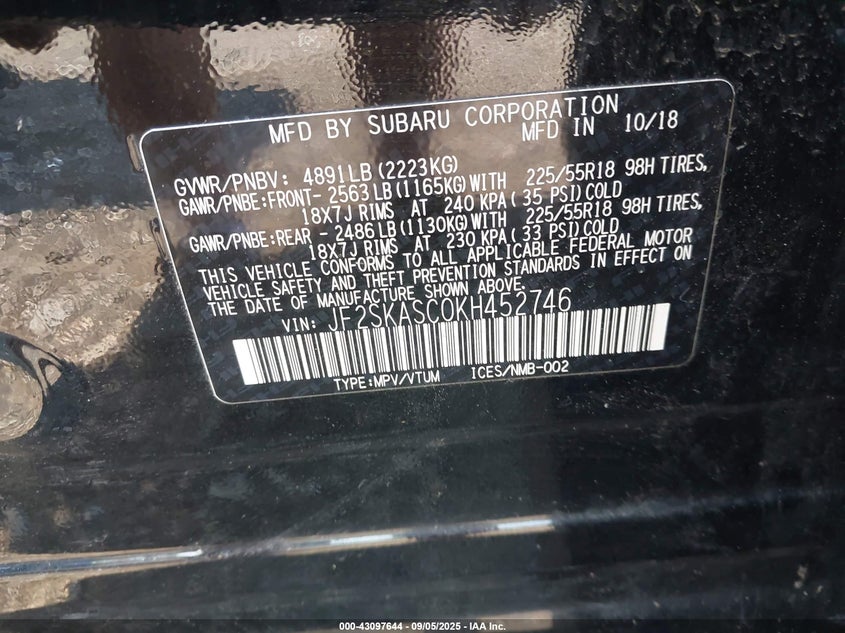 MFD BY SUBARU CORPORATION
MFD IN 10/18
GVWR/PNBV: 4891LB(2223KG)
GAWR/PNBE:FRONT- 2563LB(1165KG)WITH 225/55R18 98H TIRES,
18X7J RIMS AT 240 KPA(35 PSI)COLD
GAWR/PNBE:REAR - 2486LB(1130KG)WITH 225/55R18 98H TIRES,
18X7J RIMS AT 230 KPA(33 PSI)COLD
THIS VEHICLE CONFORMS TO ALL APPLICABLE FEDERAL MOTOR
VEHICLE SAFETY AND THEFT PREVENTION STANDARDS IN EFFECT ON
THE DATE OF MANUFACTURE SHOWN ABOVE.
VIN: JF2SKASC0KH452746
TYPE:MPV/VTUM ICES/NMB-002
000-43097644 - 09/05/2025 - IAA Inc.